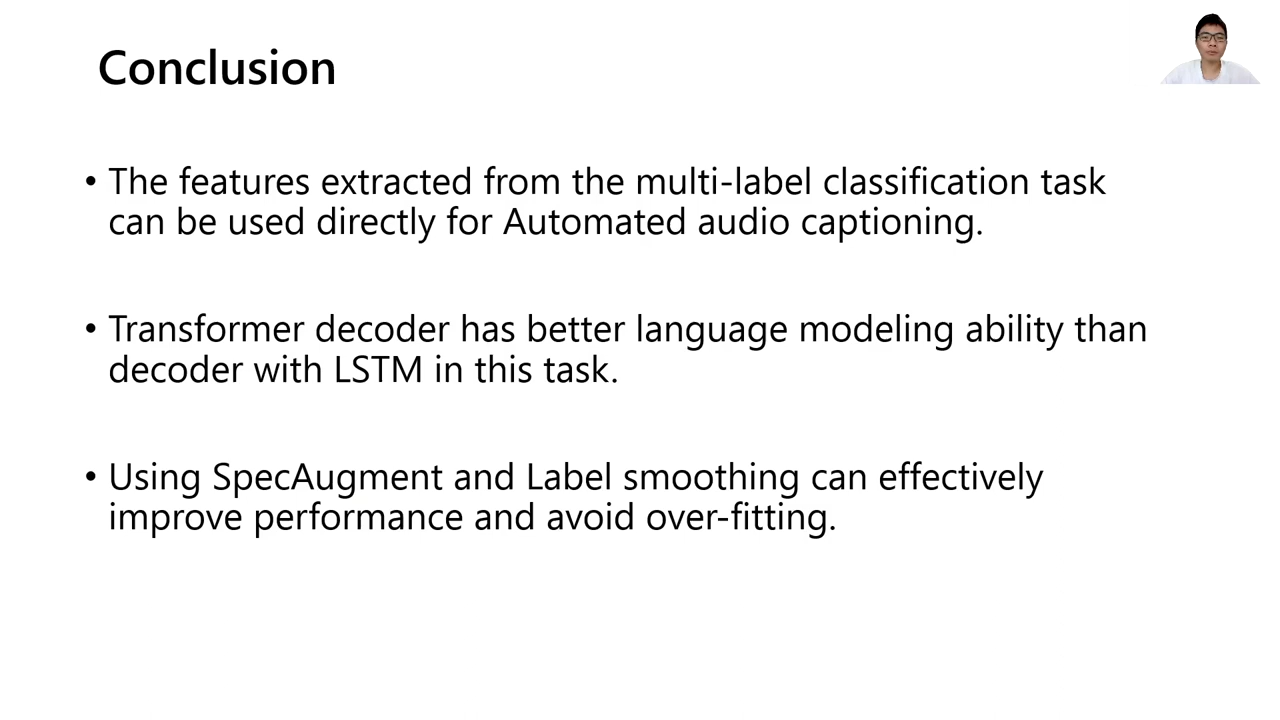 Conclusion
• The features extracted from the multi-label classification task
can be used directly for Automated audio captioning.
• Transformer decoder has better language modeling ability than
decoder with LSTM in this task.
• Using SpecAugment and Label smoothing can effectively
improve performance and avoid over-fitting.